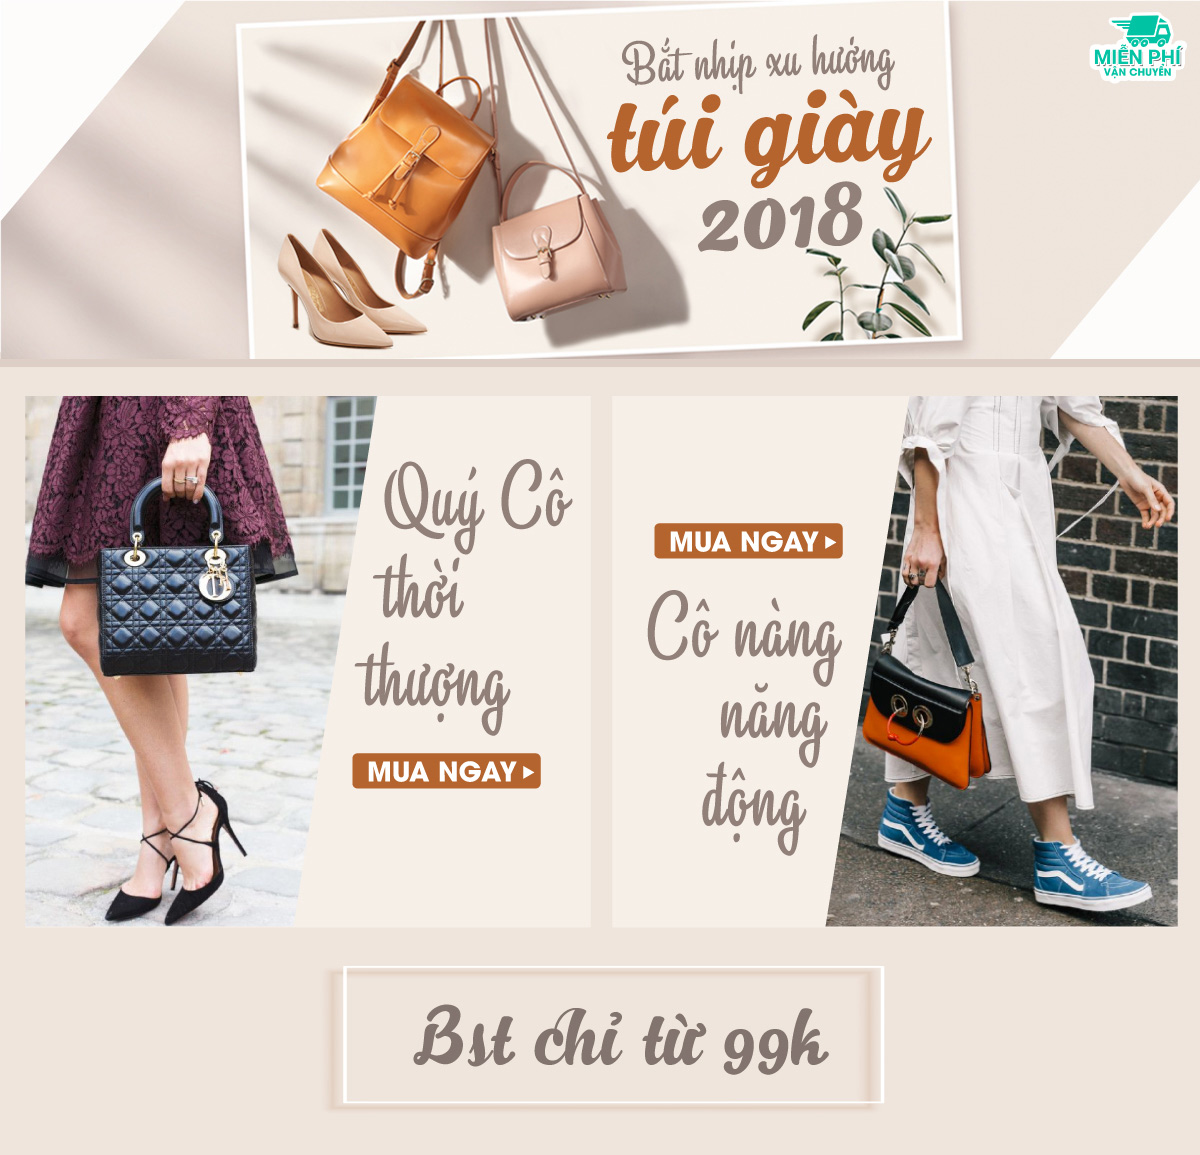 Bắt nhịp xu hướng
túi giày
2018
MIỄN PHÍ
VẬN CHUYỂN
Quý Cô
thời
thượng
MUA NGAY
MUA NGAY
Cô nàng
năng
động
Bst chỉ từ 99k